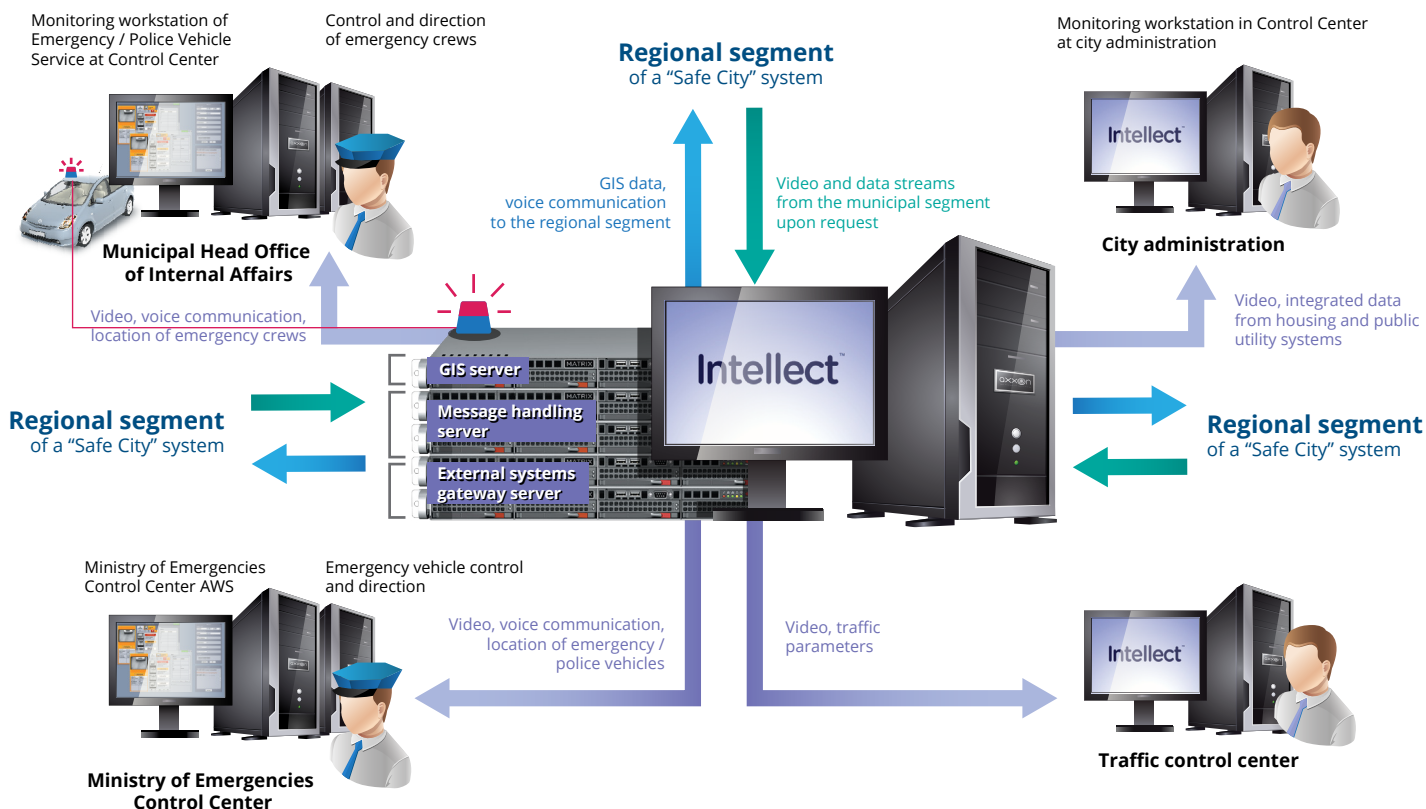 Monitoring workstation of
Emergency / Police Vehicle
Service at Control Center
Control and direction
of emergency crews
Regional segment
of a “Safe City” system
Monitoring workstation in Control Center
at city administration
Intellect™
GIS data,
voice communication
to the regional segment
Video and data streams
from the municipal segment
upon request
Municipal Head Office
of Internal Affairs
City administration
Video, voice communication,
location of emergency crews
Video, integrated data
from housing and public
utility systems
GIS server
MATRIX
Message handling
server
MATRIX
External systems
gateway server
Intellect™
axxon
Regional segment
of a “Safe City” system
Regional segment
of a “Safe City” system
Ministry of Emergencies
Control Center AWS
Emergency vehicle control
and direction
Video, voice communication,
location of emergency /
police vehicles
Video, traffic
parameters
Intellect™
Ministry of Emergencies
Control Center
Traffic control center